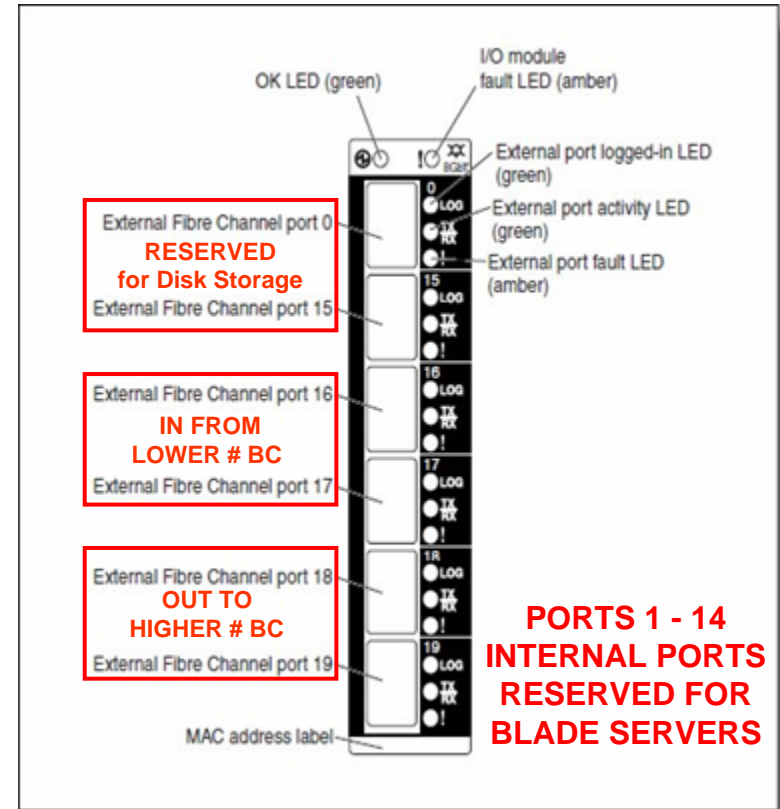 I/O module
OK LED (green)
fault LED (amber)
!
8Gb
External port logged-in LED
(green)
0
LOG
External Fibre Channel port 0
External port activity LED
(green)
TX
RX
RESERVED
for Disk Storage
!
External port fault LED
(amber)
External Fibre Channel port 15
15
LOG
TX
RX
!
External Fibre Channel port 16
16
LOG
IN FROM
LOWER # BC
TX
RX
!
External Fibre Channel port 17
17
LOG
TX
RX
!
External Fibre Channel port 18
18
LOG
OUT TO
HIGHER # BC
TX
RX
!
External Fibre Channel port 19
19
LOG
TX
RX
!
PORTS 1 - 14
INTERNAL PORTS
RESERVED FOR
BLADE SERVERS
MAC address label